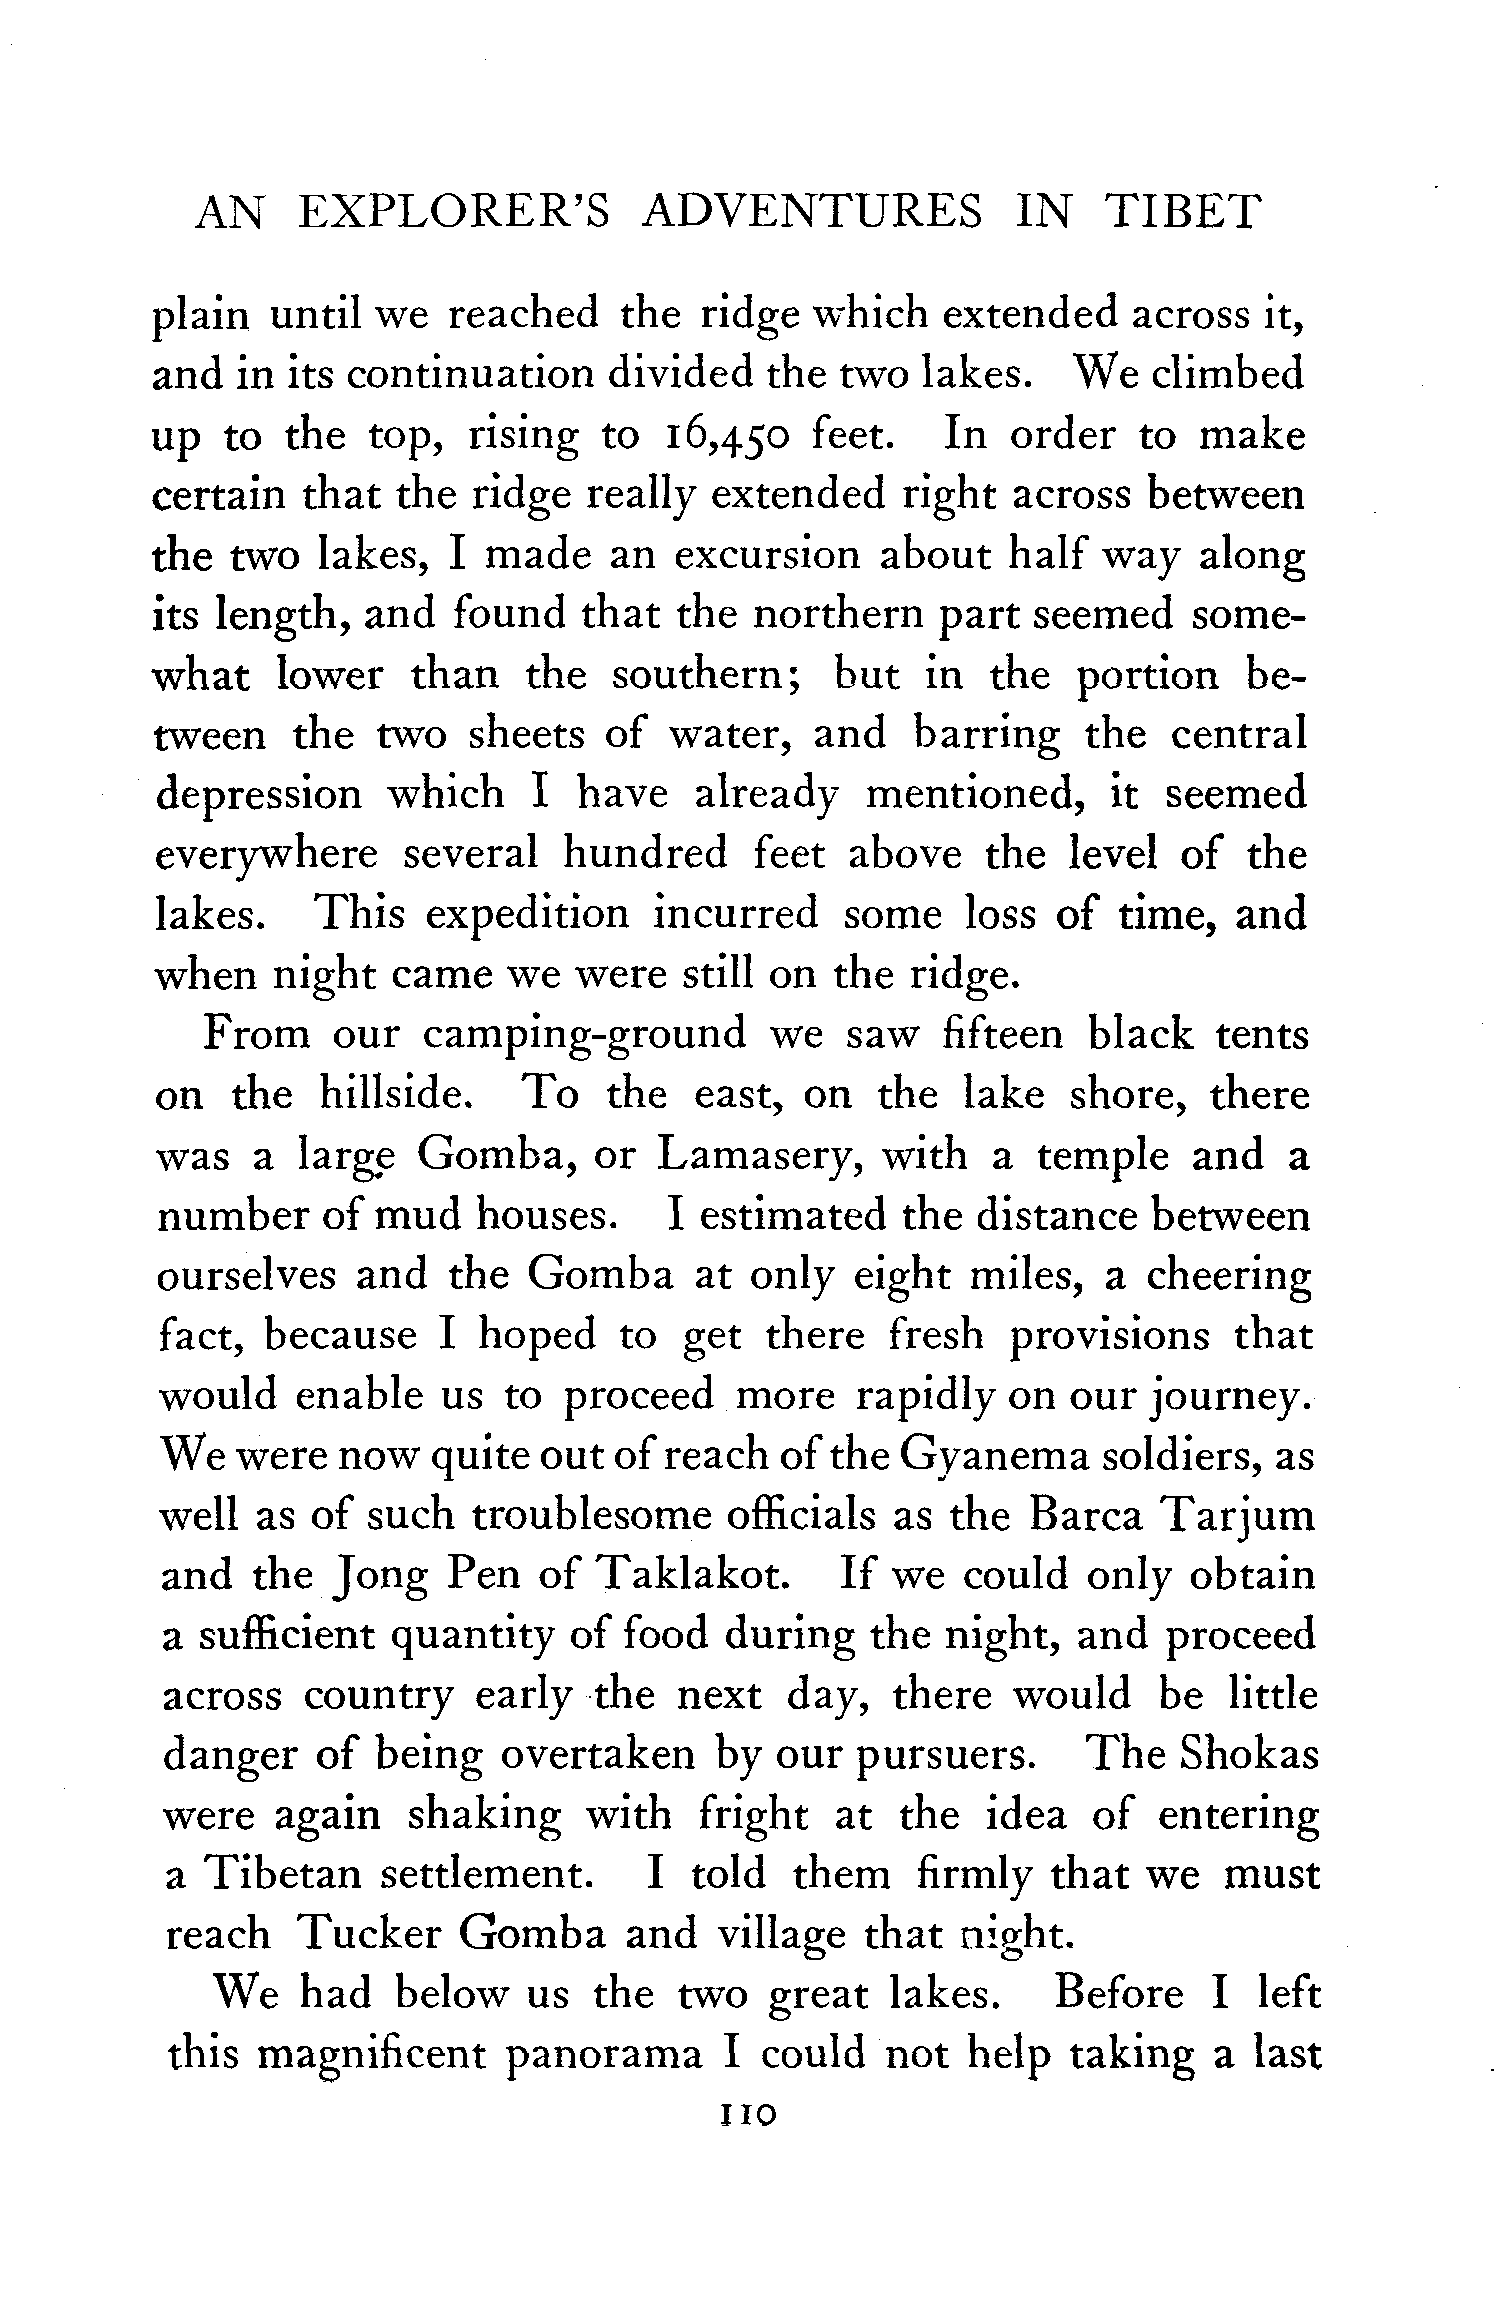 AN EXPLORER'S ADVENTURES IN TIBET
plain until we reached the ridge which extended across it,
and in its continuation divided the two lakes. We climbed
up to the top, rising to 16,450 feet. In order to make
certain that the ridge really extended right across between
the two lakes, I made an excursion about half way along
its length, and found that the northern part seemed some-
what lower than the southern; but in the portion be-
tween the two sheets of water, and barring the central
depression which I have already mentioned, it seemed
everywhere several hundred feet above the level of the
lakes. This expedition incurred some loss of time, and
when night came we were still on the ridge.
From our camping-ground we saw fifteen black tents
on the hillside. To the east, on the lake shore, there
was a large Gomba, or Lamasery, with a temple and a
number of mud houses. I estimated the distance between
ourselves and the Gomba at only eight miles, a cheering
fact, because I hoped to get there fresh provisions that
would enable us to proceed more rapidly on our journey.
We were now quite out of reach of the Gyanema soldiers, as
well as of such troublesome officials as the Barca Tarjum
and the Jong Pen of Taklakot. If we could only obtain
a sufficient quantity of food during the night, and proceed
across country early the next day, there would be little
danger of being overtaken by our pursuers. The Shokas
were again shaking with fright at the idea of entering
a Tibetan settlement. I told them firmly that we must
reach Tucker Gomba and village that night.
We had below us the two great lakes. Before I left
this magnificent panorama I could not help taking a last
110